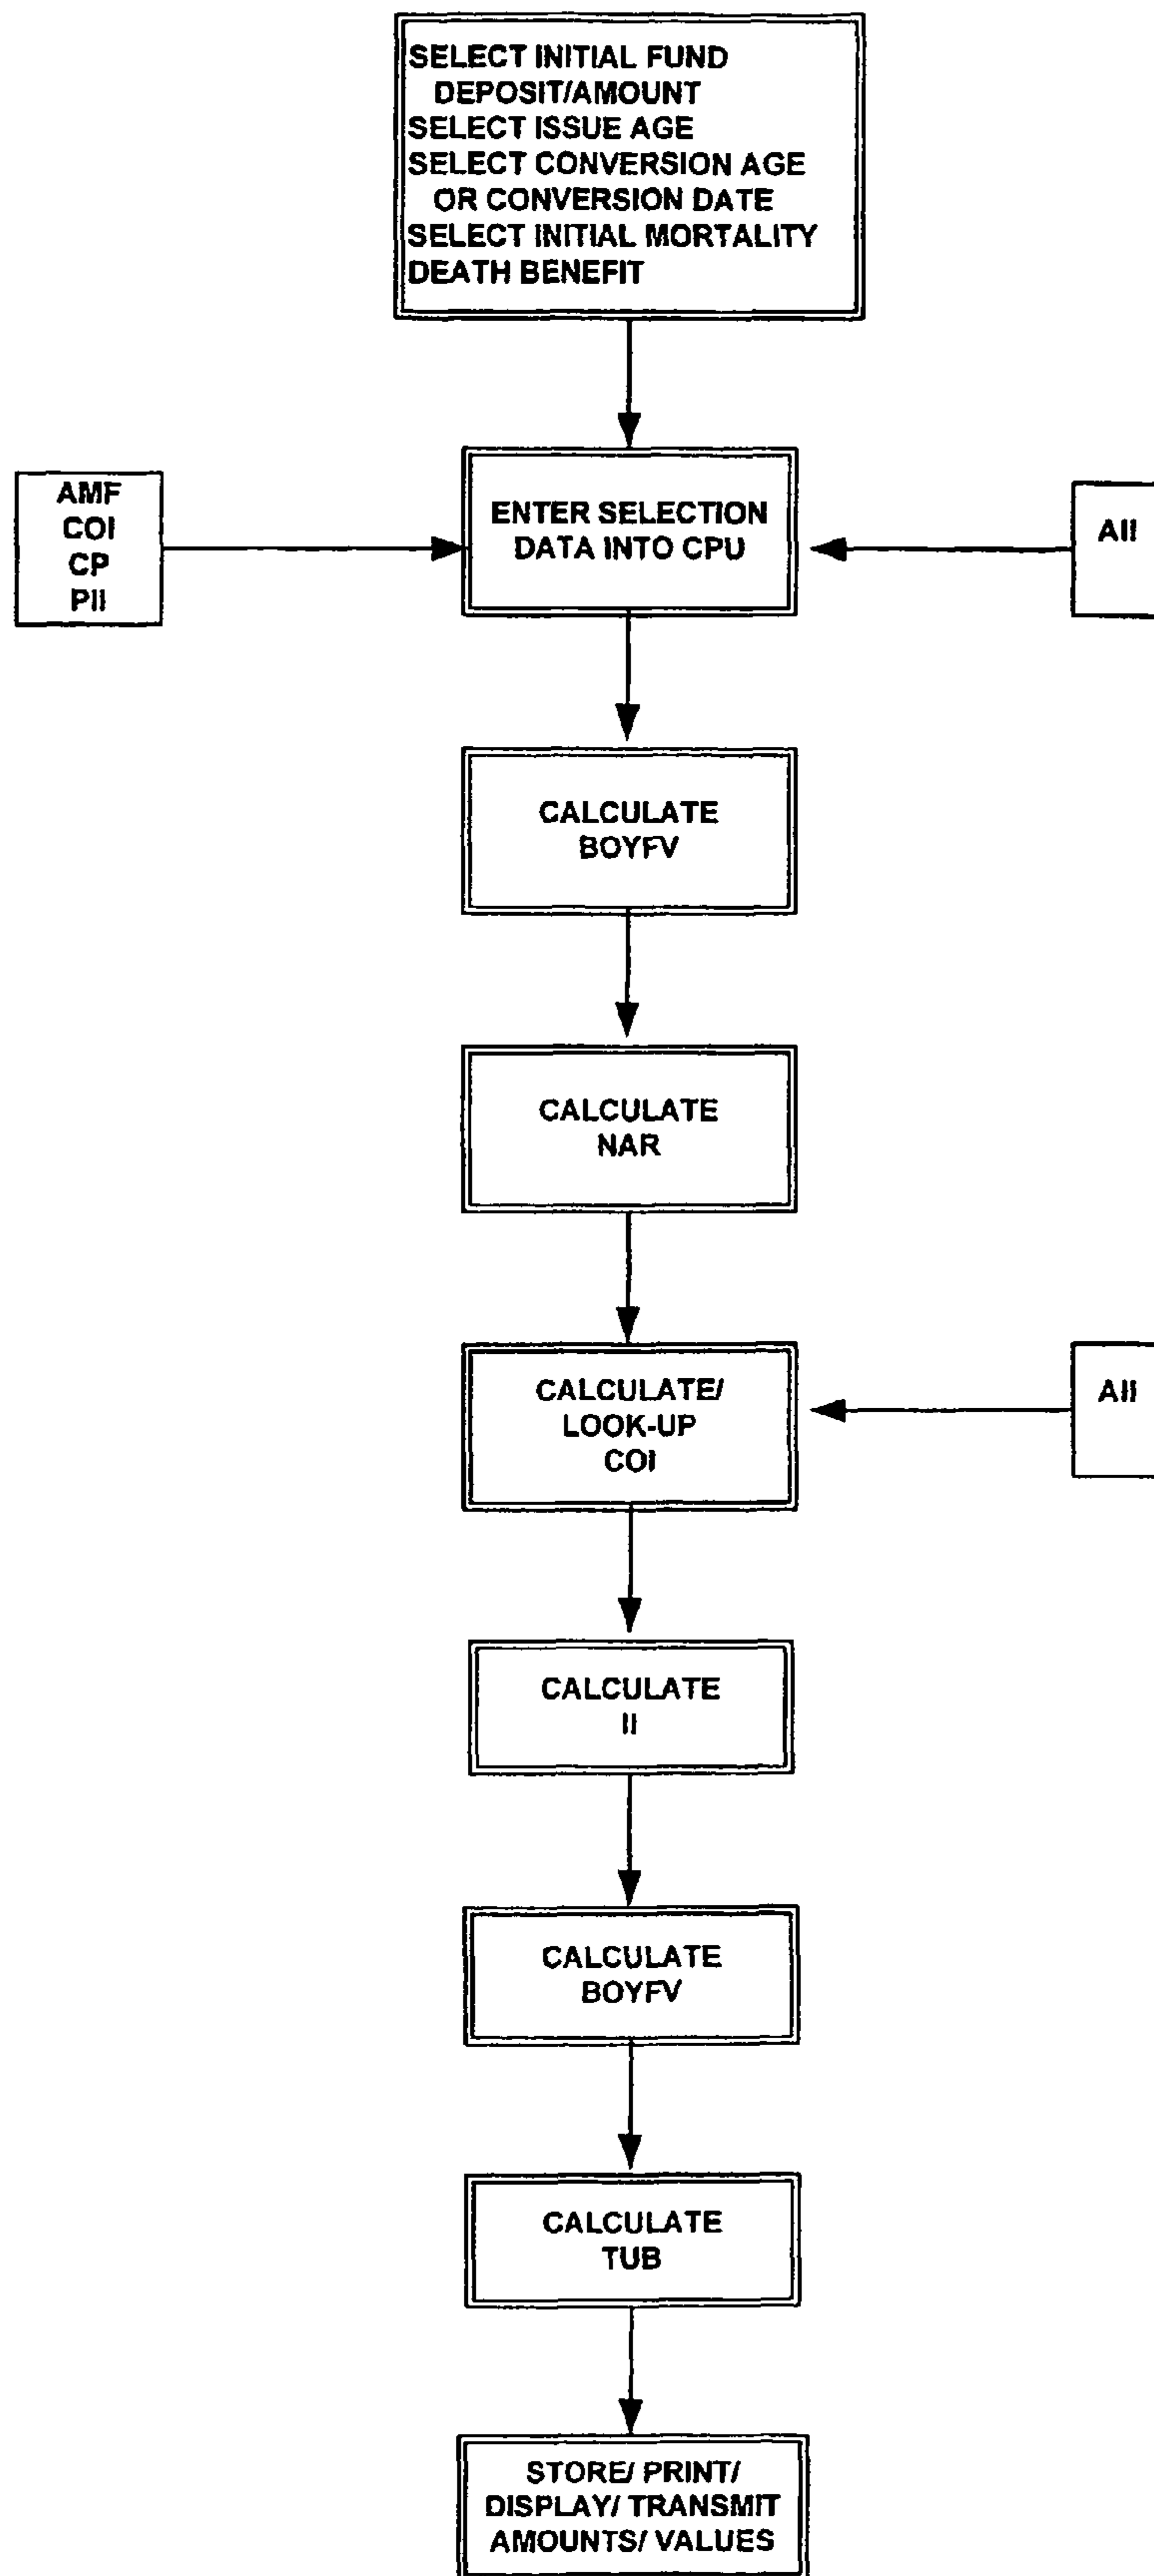 SELECT INITIAL FUND
DEPOSIT/AMOUNT
SELECT ISSUE AGE
SELECT CONVERSION AGE
OR CONVERSION DATE
SELECT INITIAL MORTALITY
DEATH BENEFIT
AMF
COI
CP
PII
ENTER SELECTION
DATA INTO CPU
AII
CALCULATE
BOYFV
CALCULATE
NAR
CALCULATE/
LOOK-UP
COI
AII
CALCULATE
II
CALCULATE
BOYFV
CALCULATE
TUB
STORE/ PRINT/
DISPLAY/ TRANSMIT
AMOUNTS/ VALUES